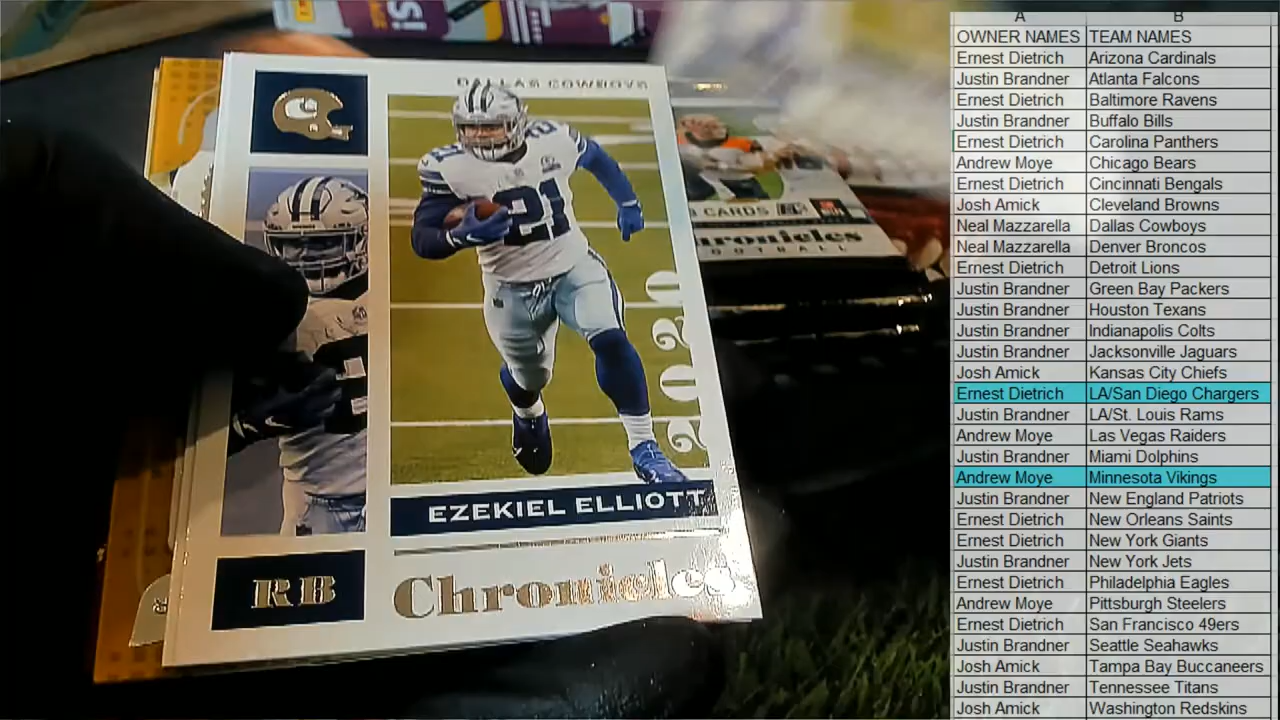 DALLAS COWBOYS
21
21
2020
EZEKIEL ELLIOTT
RB
Chronicles
CARDS
A B
OWNER NAMES TEAM NAMES
Ernest Dietrich Arizona Cardinals
Justin Brandner Atlanta Falcons
Ernest Dietrich Baltimore Ravens
Justin Brandner Buffalo Bills
Ernest Dietrich Carolina Panthers
Andrew Moye Chicago Bears
Ernest Dietrich Cincinnati Bengals
Josh Amick Cleveland Browns
Neal Mazzarella Dallas Cowboys
Neal Mazzarella Denver Broncos
Ernest Dietrich Detroit Lions
Justin Brandner Green Bay Packers
Justin Brandner Houston Texans
Justin Brandner Indianapolis Colts
Justin Brandner Jacksonville Jaguars
Josh Amick Kansas City Chiefs
Ernest Dietrich LA/San Diego Chargers
Justin Brandner LA/St. Louis Rams
Andrew Moye Las Vegas Raiders
Justin Brandner Miami Dolphins
Andrew Moye Minnesota Vikings
Justin Brandner New England Patriots
Ernest Dietrich New Orleans Saints
Ernest Dietrich New York Giants
Justin Brandner New York Jets
Ernest Dietrich Philadelphia Eagles
Andrew Moye Pittsburgh Steelers
Ernest Dietrich San Francisco 49ers
Justin Brandner Seattle Seahawks
Josh Amick Tampa Bay Buccaneers
Justin Brandner Tennessee Titans
Josh Amick Washington Redskins